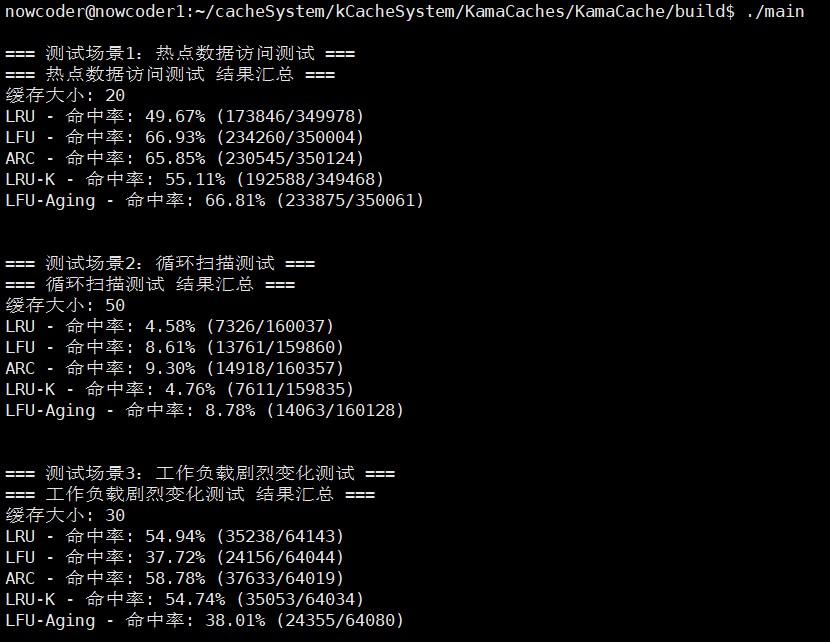 nowcoder@nowcoder1:~/cacheSystem/kCacheSystem/KamaCaches/KamaCache/build$ ./main
=== 测试场景1：热点数据访问测试 ===
=== 热点数据访问测试 结果汇总 ===
缓存大小: 20
LRU - 命中率: 49.67% (173846/349978)
LFU - 命中率: 66.93% (234260/350004)
ARC - 命中率: 65.85% (230545/350124)
LRU-K - 命中率: 55.11% (192588/349468)
LFU-Aging - 命中率: 66.81% (233875/350061)
=== 测试场景2：循环扫描测试 ===
=== 循环扫描测试 结果汇总 ===
缓存大小: 50
LRU - 命中率: 4.58% (7326/160037)
LFU - 命中率: 8.61% (13761/159860)
ARC - 命中率: 9.30% (14918/160357)
LRU-K - 命中率: 4.76% (7611/159835)
LFU-Aging - 命中率: 8.78% (14063/160128)
=== 测试场景3：工作负载剧烈变化测试 ===
=== 工作负载剧烈变化测试 结果汇总 ===
缓存大小: 30
LRU - 命中率: 54.94% (35238/64143)
LFU - 命中率: 37.72% (24156/64044)
ARC - 命中率: 58.78% (37633/64019)
LRU-K - 命中率: 54.74% (35053/64034)
LFU-Aging - 命中率: 38.01% (24355/64080)